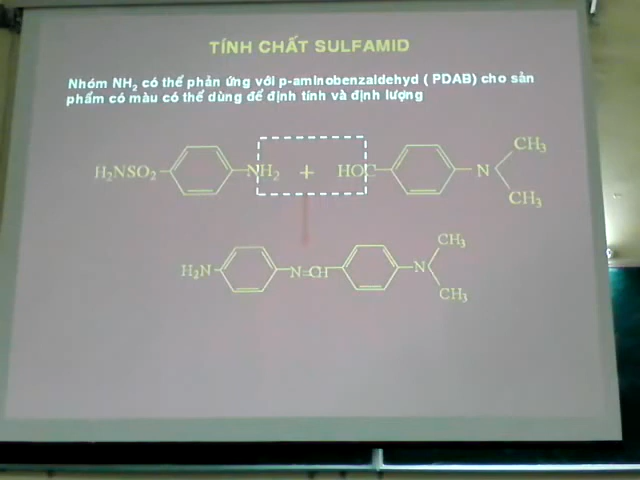 TÍNH CHẤT SULFAMID
Nhóm NH₂ có thể phản ứng với p-aminobenzaldehyd ( PDAB) cho sản
phẩm có màu có thể dùng để định tính và định lượng
CH₃
H₂NSO₂ NH₂ + HOC N
CH₃
CH₃
H₂N N=CH N
CH₃